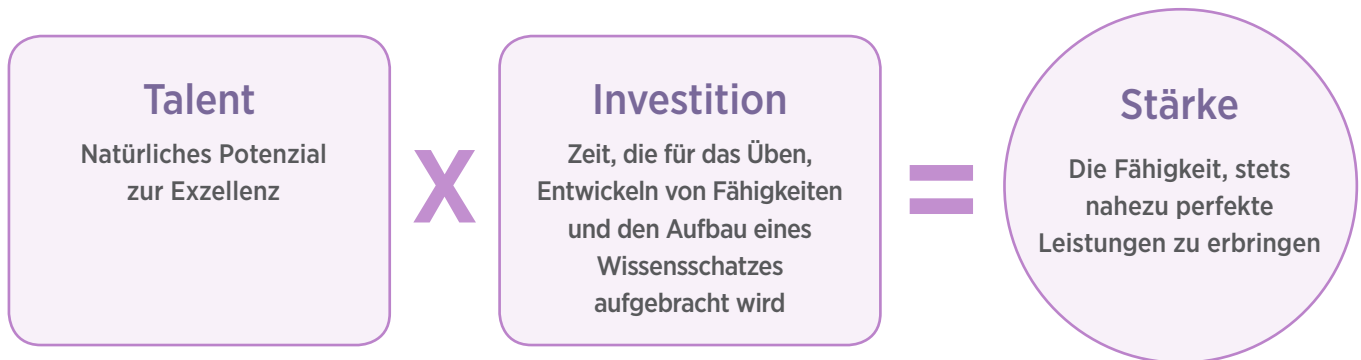 Talent
Natürliches Potenzial
zur Exzellenz
X
Investition
Zeit, die für das Üben,
Entwickeln von Fähigkeiten
und den Aufbau eines
Wissensschatzes
aufgebracht wird
=
Stärke
Die Fähigkeit, stets
nahezu perfekte
Leistungen zu erbringen